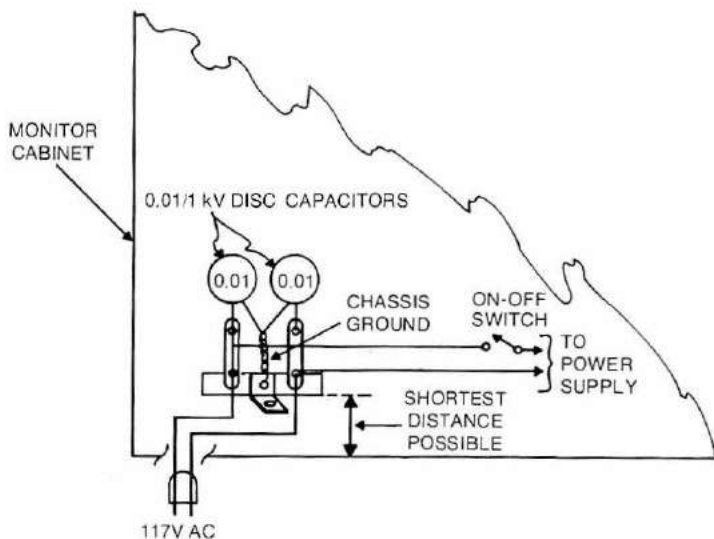 MONITOR
CABINET
0.01/1 kV DISC CAPACITORS
0.01
0.01
CHASSIS
GROUND
ON-OFF
SWITCH
TO
POWER
SUPPLY
SHORTEST
DISTANCE
POSSIBLE
117V AC